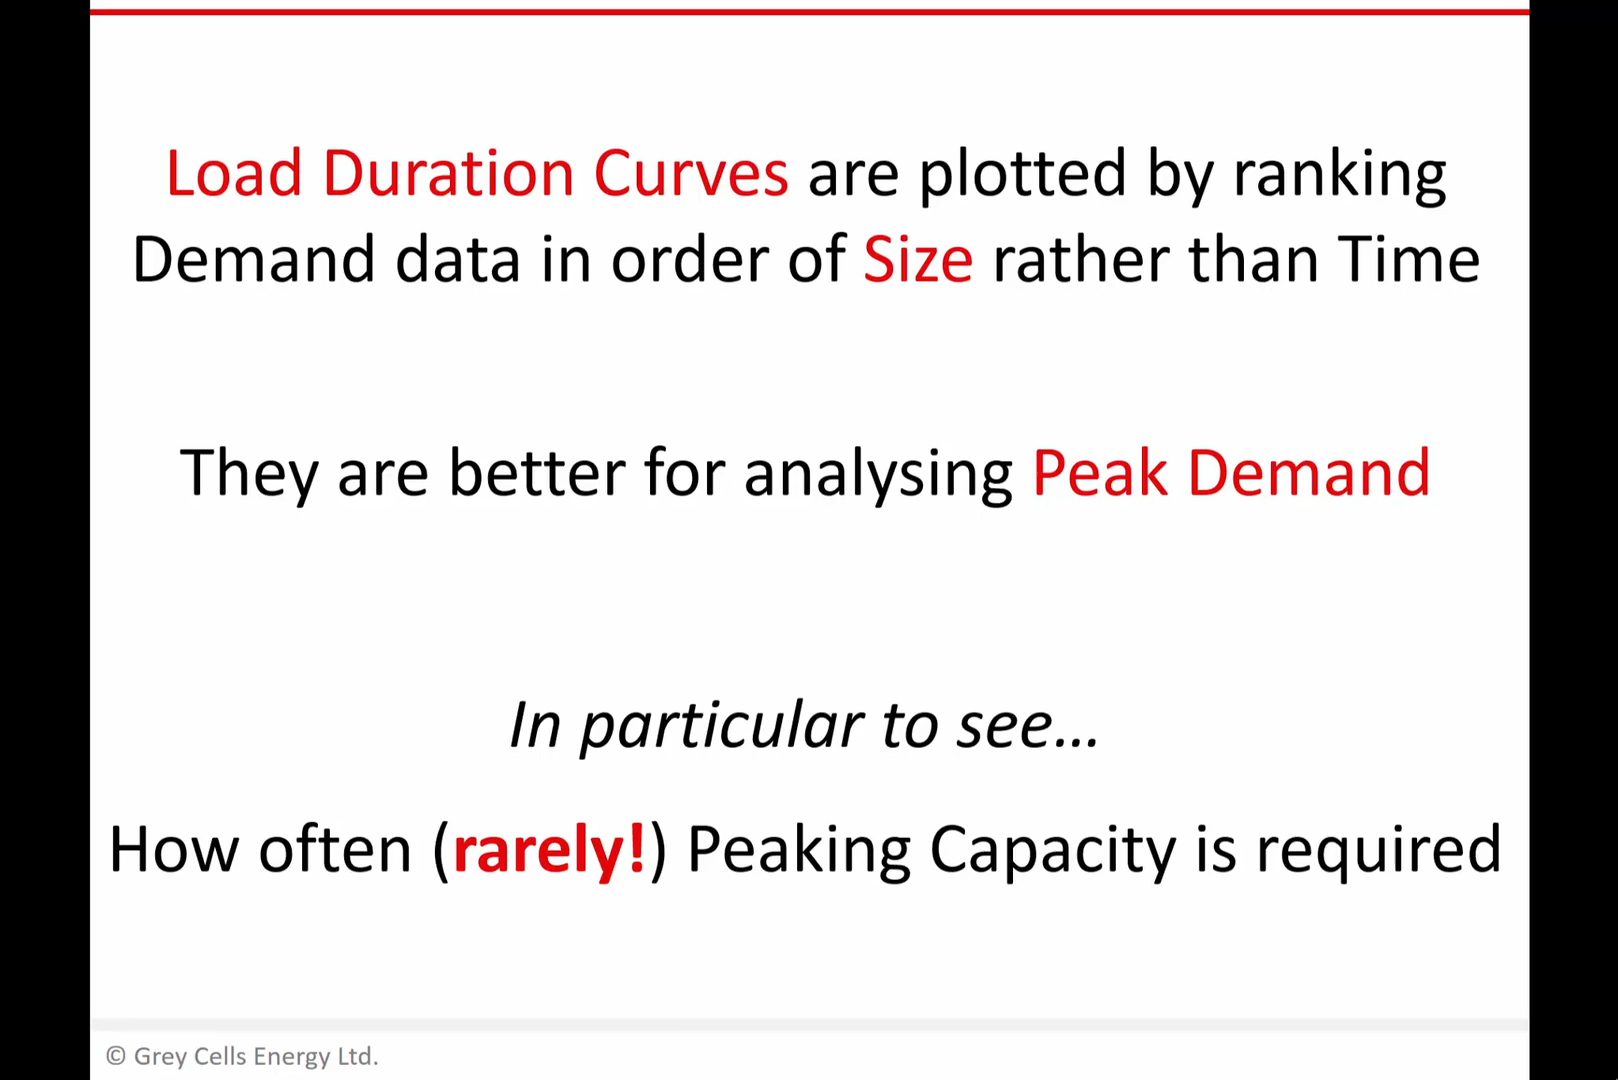 Load Duration Curves are plotted by ranking
Demand data in order of Size rather than Time
They are better for analysing Peak Demand
In particular to see...
How often (rarely!) Peaking Capacity is required
© Grey Cells Energy Ltd.